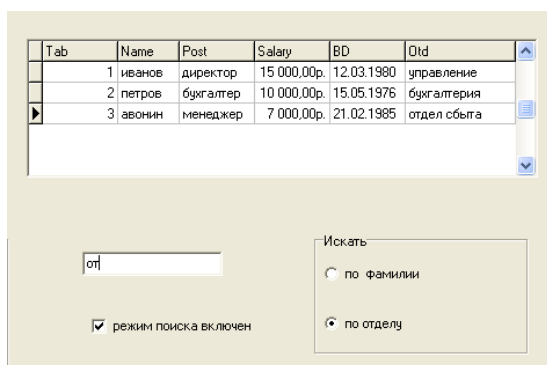 Tab Name Post Salary BD Otd
1 иванов директор 15 000,00р. 12.03.1980 управление
2 петров бухгалтер 10 000,00р. 15.05.1976 бухгалтерия
3 авонин менеджер 7 000,00р. 21.02.1985 отдел сбыта
Искать
от
по фамилии
режим поиска включен
по отделу